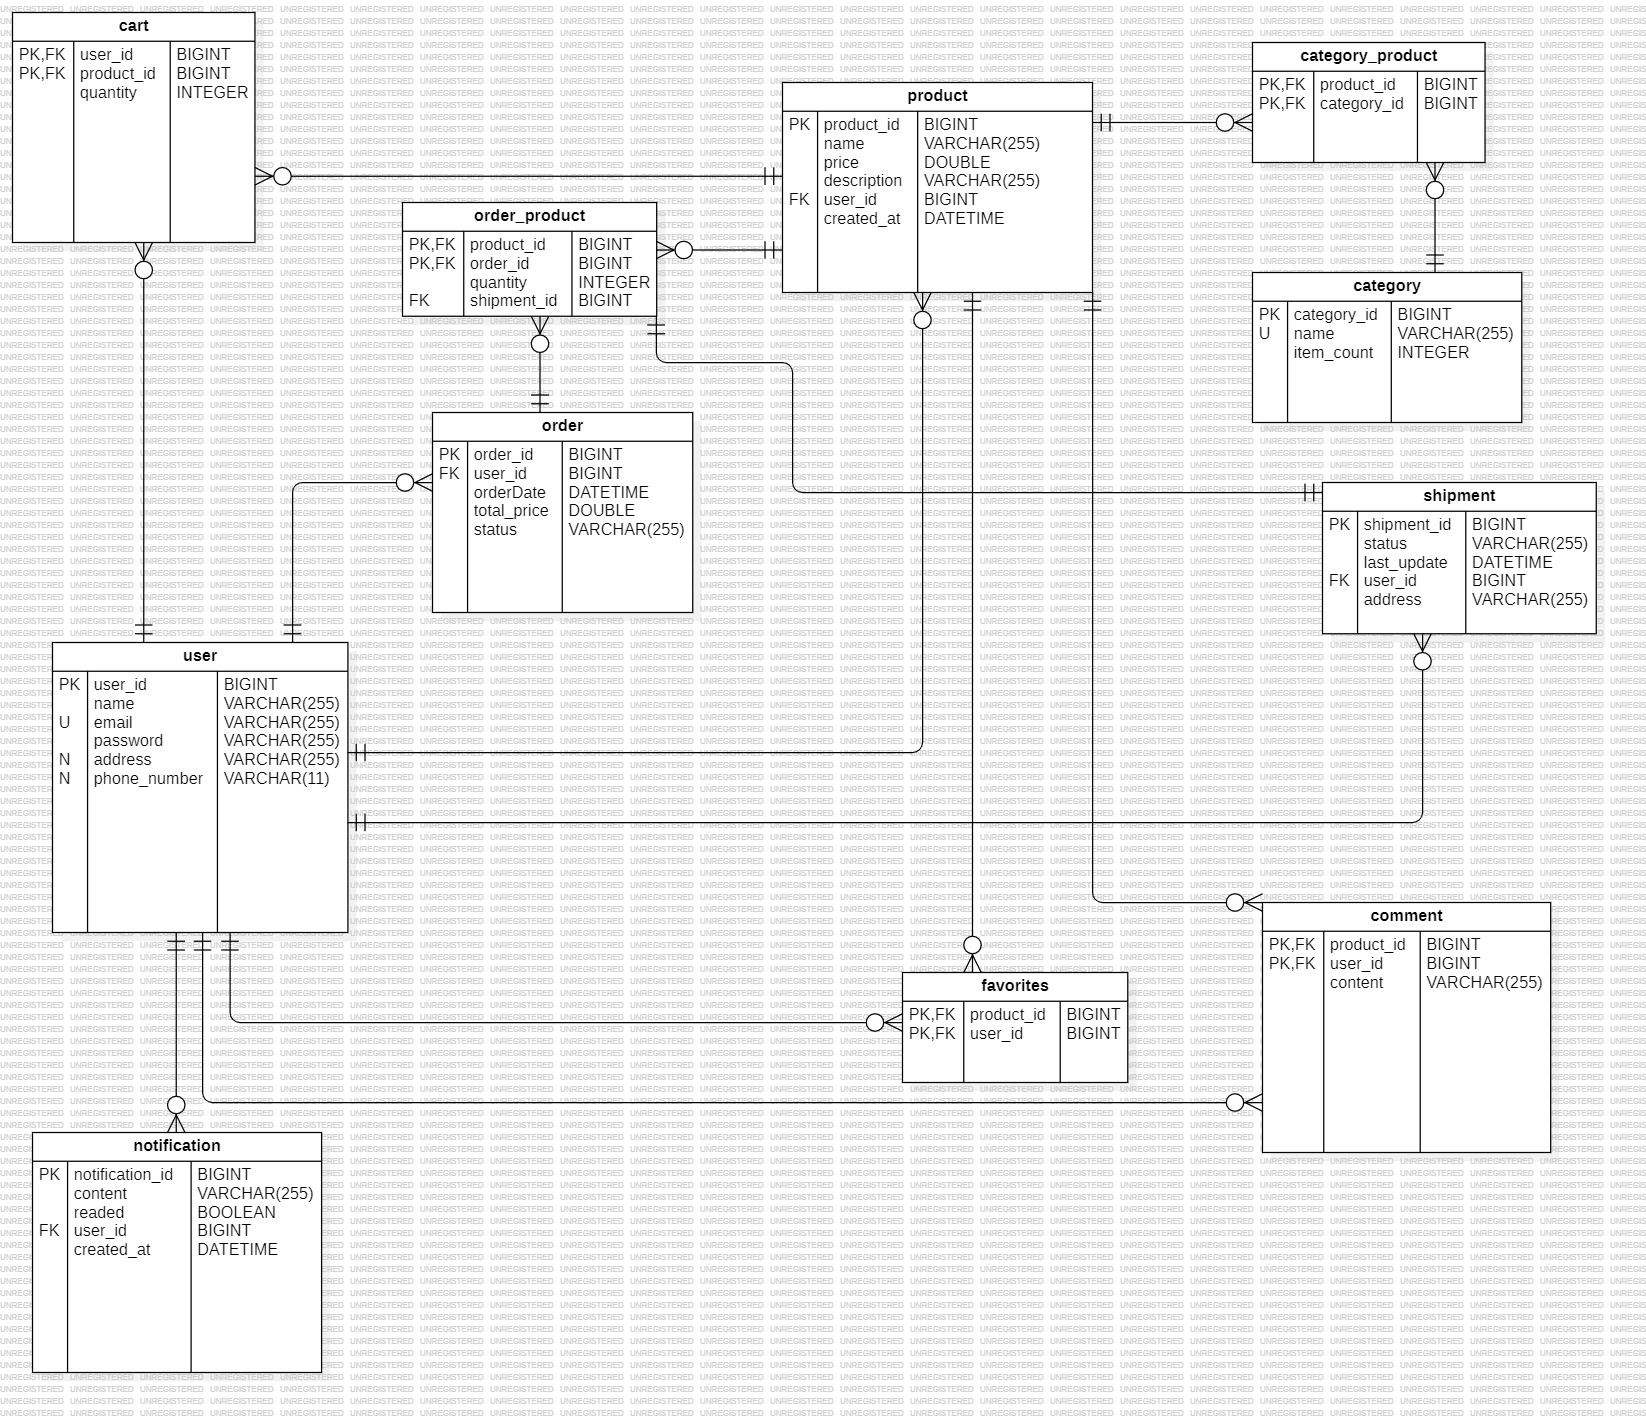 cart
PK,FK user_id BIGINT
PK,FK product_id BIGINT
quantity INTEGER
category_product
PK,FK product_id BIGINT
PK,FK category_id BIGINT
product
PK product_id BIGINT
name VARCHAR(255)
price DOUBLE
description VARCHAR(255)
FK user_id BIGINT
created_at DATETIME
order_product
PK,FK product_id BIGINT
PK,FK order_id BIGINT
quantity INTEGER
FK shipment_id BIGINT
category
PK category_id BIGINT
U name VARCHAR(255)
item_count INTEGER
order
PK order_id BIGINT
FK user_id BIGINT
orderDate DATETIME
total_price DOUBLE
status VARCHAR(255)
shipment
PK shipment_id BIGINT
status VARCHAR(255)
last_update DATETIME
FK user_id BIGINT
address VARCHAR(255)
user
PK user_id BIGINT
name VARCHAR(255)
U email VARCHAR(255)
password VARCHAR(255)
N address VARCHAR(255)
N phone_number VARCHAR(11)
comment
PK,FK product_id BIGINT
PK,FK user_id BIGINT
content VARCHAR(255)
favorites
PK,FK product_id BIGINT
PK,FK user_id BIGINT
notification
PK notification_id BIGINT
content VARCHAR(255)
readed BOOLEAN
FK user_id BIGINT
created_at DATETIME
UNREGISTERED